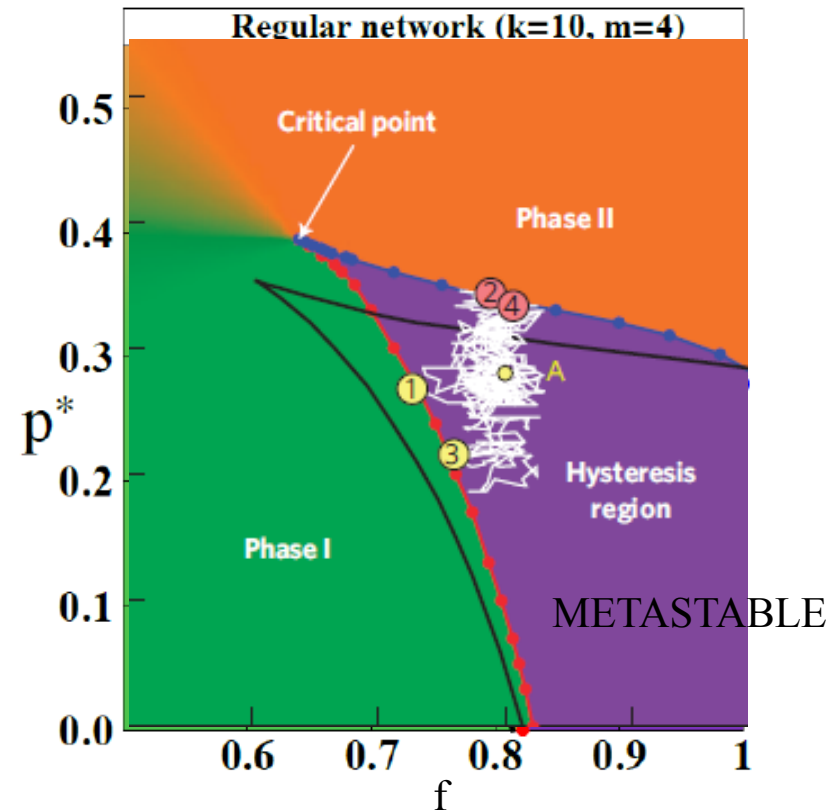 Regular network (k=10, m=4)
0.5
Critical point
Phase II
0.4
2
4
0.3
A
1
p*
3
Hysteresis
region
0.2
Phase I
0.1
METASTABLE
0.0
0.6
0.7
0.8
0.9
1
f